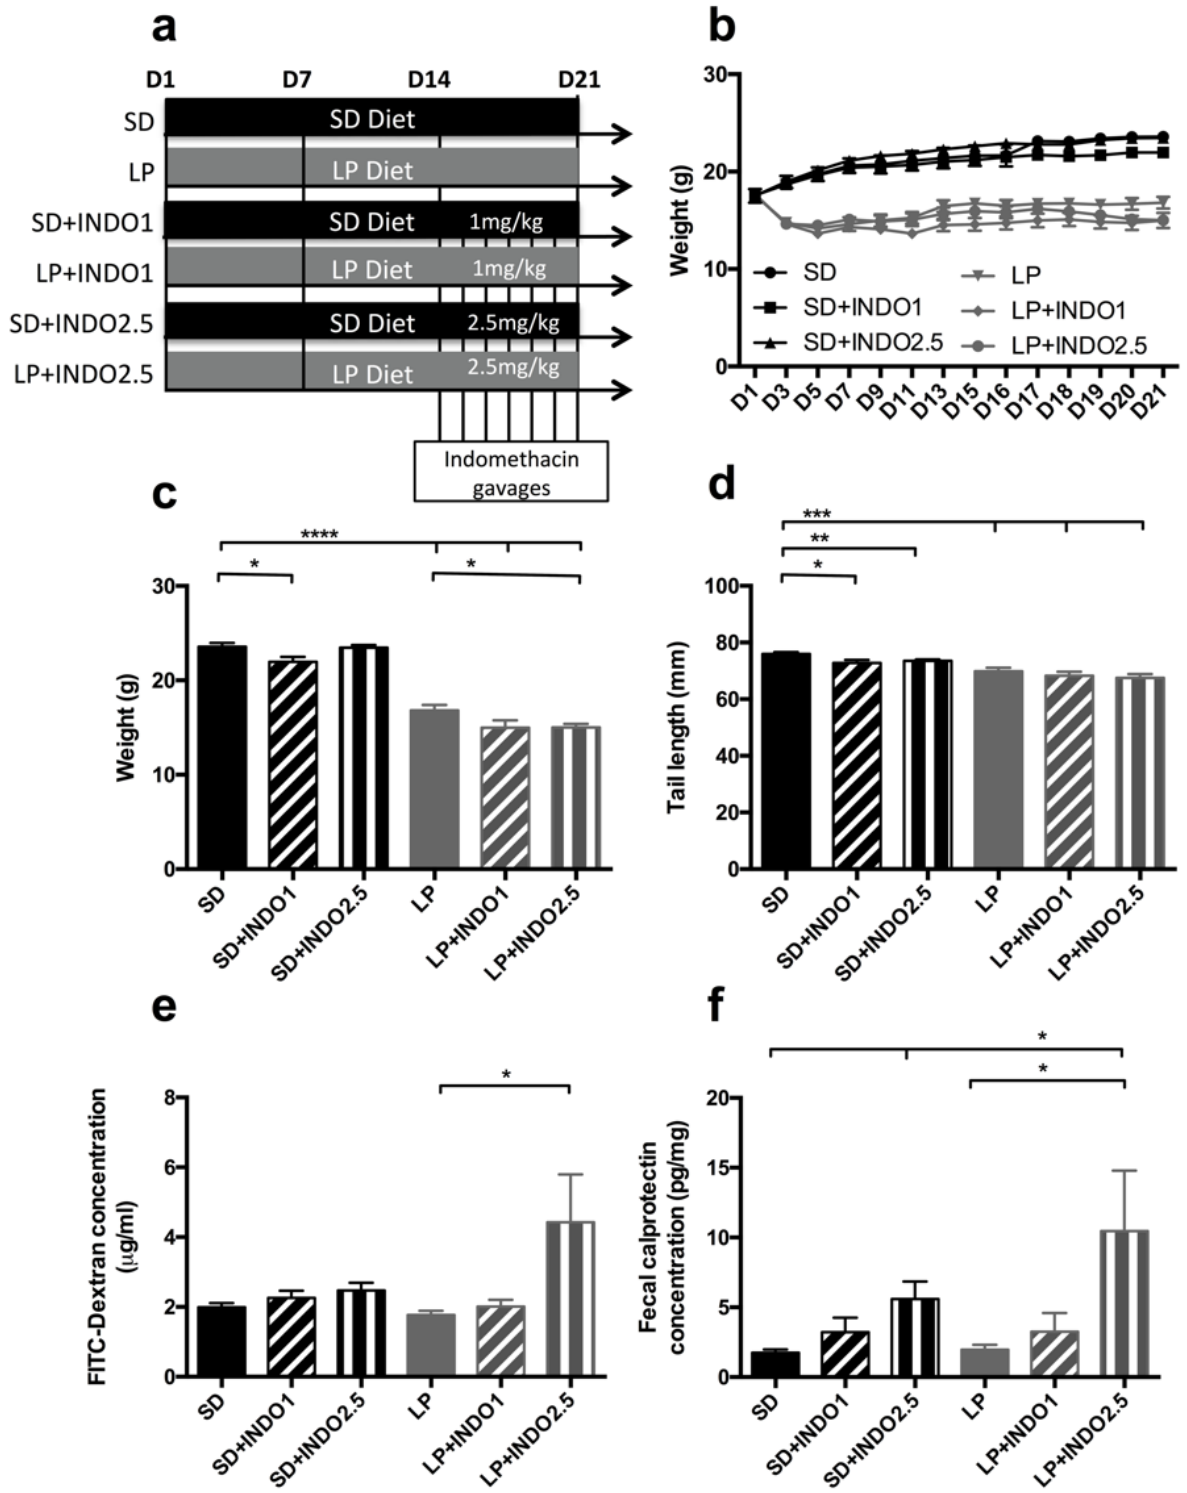 a
D1 D7 D14 D21
SD SD Diet
LP LP Diet
SD+INDO1 SD Diet 1mg/kg
LP+INDO1 LP Diet 1mg/kg
SD+INDO2.5 SD Diet 2.5mg/kg
LP+INDO2.5 LP Diet 2.5mg/kg
Indomethacin
gavages
b
Weight (g)
30
20
10
0
SD
SD+INDO1
SD+INDO2.5
LP
LP+INDO1
LP+INDO2.5
D1 D3 D5 D7 D9 D11 D13 D15 D16 D17 D18 D19 D20 D21
c
****
* *
Weight (g)
30
20
10
0
SD SD+INDO1 SD+INDO2.5 LP LP+INDO1 LP+INDO2.5
d
***
**
*
Tail length (mm)
100
80
60
40
20
0
SD SD+INDO1 SD+INDO2.5 LP LP+INDO1 LP+INDO2.5
e
*
FITC-Dextran concentration
(µg/ml)
8
6
4
2
0
SD SD+INDO1 SD+INDO2.5 LP LP+INDO1 LP+INDO2.5
f
*
*
Fecal calprotectin
concentration (pg/mg)
20
15
10
5
0
SD SD+INDO1 SD+INDO2.5 LP LP+INDO1 LP+INDO2.5